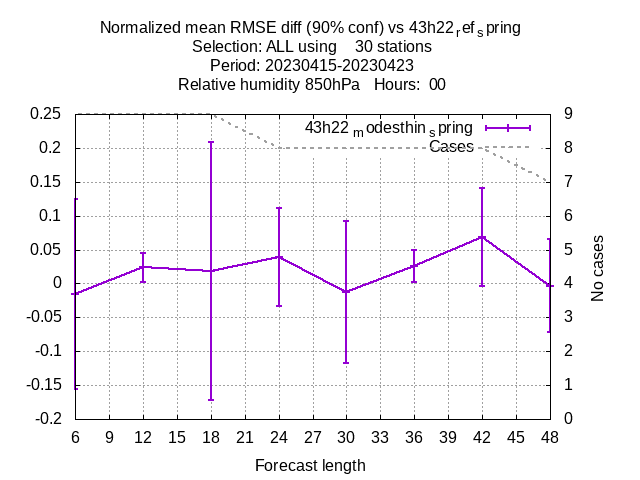 Normalized mean RMSE diff (90% conf) vs 43h22ref spring
Selection: ALL using 30 stations
Period: 20230415-20230423
Relative humidity 850hPa Hours: 00
0.25
0.2
0.15
0.1
0.05
0
-0.05
-0.1
-0.15
-0.2
43h22modesthinspring
Cases
9
8
7
6
5
4
3
2
1
0
No cases
6 9 12 15 18 21 24 27 30 33 36 39 42 45 48
Forecast length